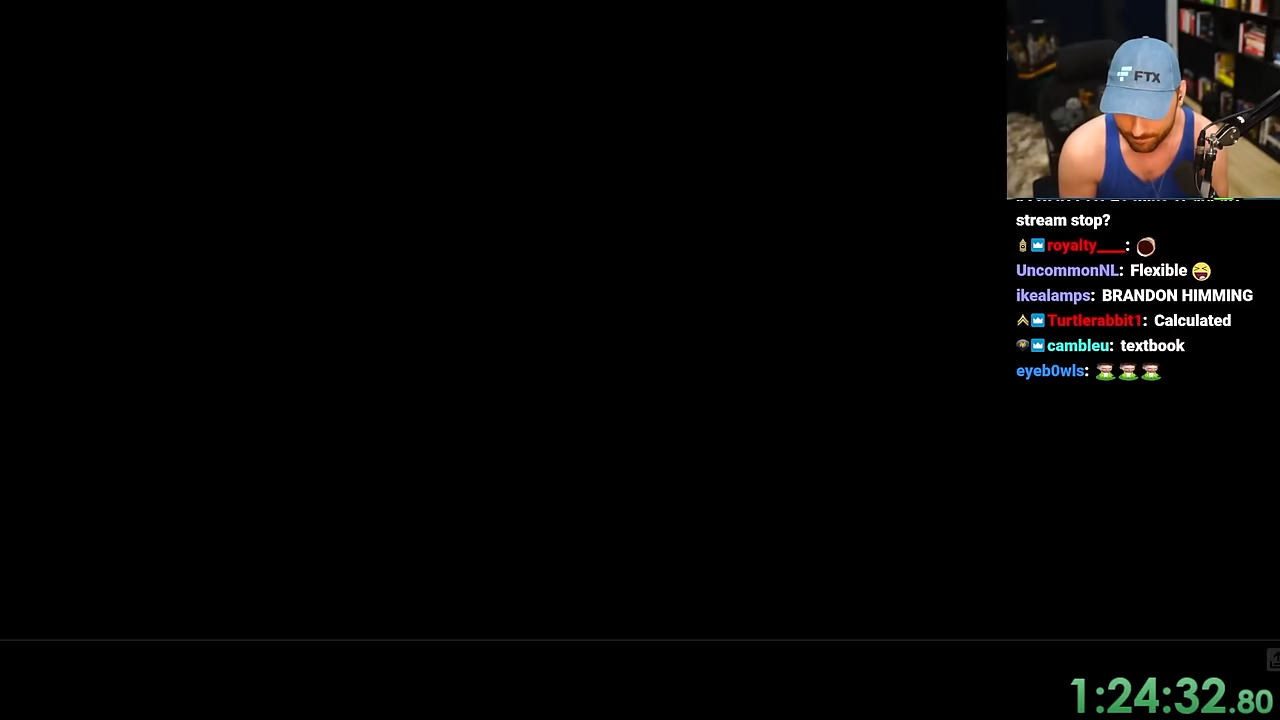 FTX
stream stop?
royalty___:
UncommonNL: Flexible
ikealamps: BRANDON HIMMING
Turtlerabbit1: Calculated
cambleu: textbook
eyeb0wls:
1:24:32.80